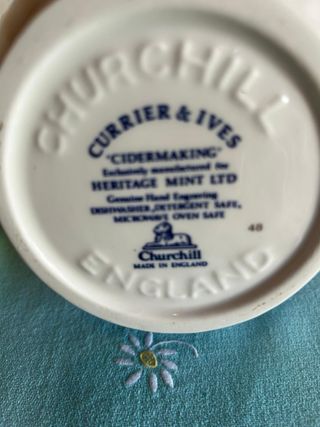 CHURCHILL
CURRIER & IVES
"CIDERMAKING"
Exclusively manufactured for
HERITAGE MINT LTD
Genuine Hand Engraving
DISHWASHER, DETERGENT SAFE,
MICROWAVE OVEN SAFE
48
Churchill
MADE IN ENGLAND
ENGLAND